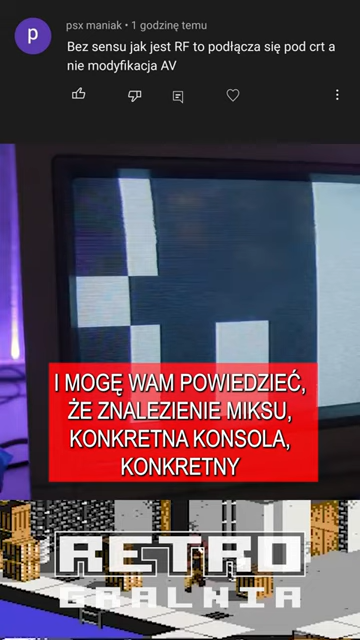 p
psx maniak • 1 godzinę temu
Bez sensu jak jest RF to podłącza się pod crt a
nie modyfikacja AV
I MOGĘ WAM POWIEDZIEĆ,
ŻE ZNALEZIENIE MIKSU,
KONKRETNA KONSOLA,
KONKRETNY
RETRO
GRALNIA